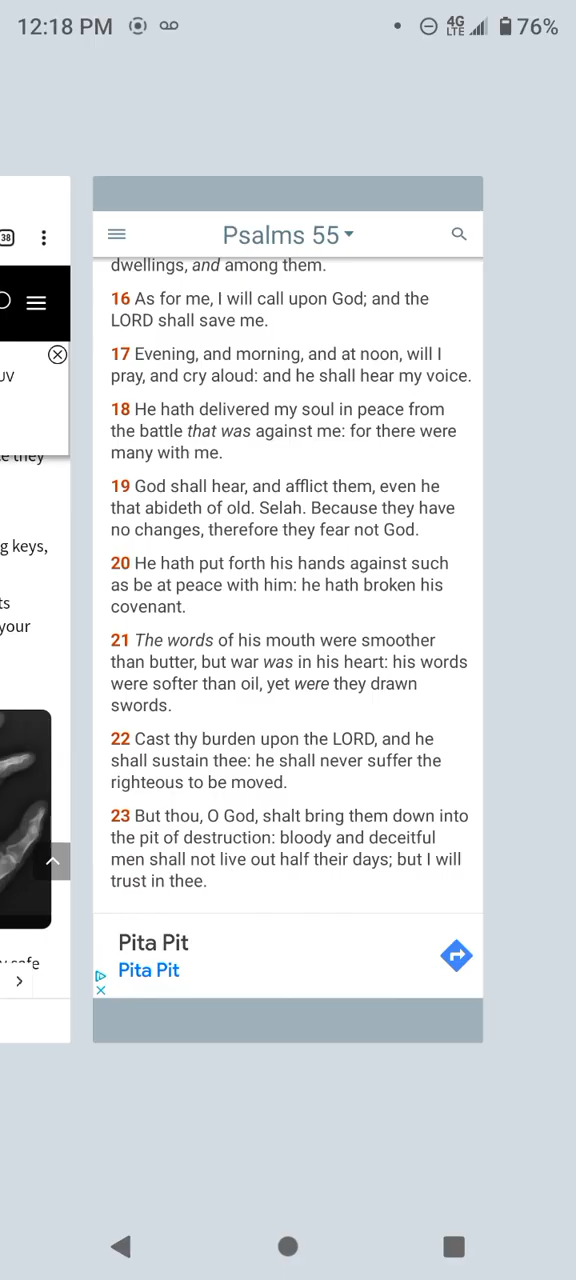 12:18 PM
4G
LTE
76%
38
Psalms 55
UV
dwellings, and among them.
16 As for me, I will call upon God; and the
LORD shall save me.
17 Evening, and morning, and at noon, will I
pray, and cry aloud: and he shall hear my voice.
18 He hath delivered my soul in peace from
the battle that was against me: for there were
many with me.
they
19 God shall hear, and afflict them, even he
that abideth of old. Selah. Because they have
no changes, therefore they fear not God.
g keys,
20 He hath put forth his hands against such
as be at peace with him: he hath broken his
covenant.
ts
your
21 The words of his mouth were smoother
than butter, but war was in his heart: his words
were softer than oil, yet were they drawn
swords.
22 Cast thy burden upon the LORD, and he
shall sustain thee: he shall never suffer the
righteous to be moved.
23 But thou, O God, shalt bring them down into
the pit of destruction: bloody and deceitful
men shall not live out half their days; but I will
trust in thee.
Pita Pit
Pita Pit